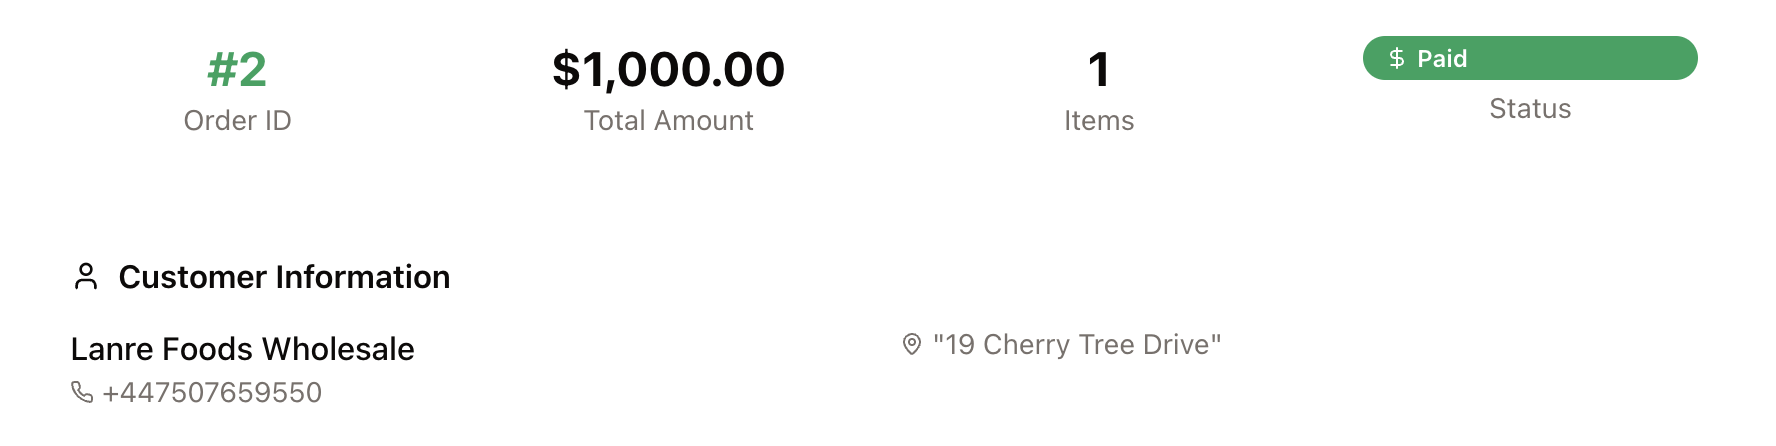 #2
Order ID
$1,000.00
Total Amount
1
Items
$ Paid
Status
Customer Information
Lanre Foods Wholesale
+447507659550
"19 Cherry Tree Drive"